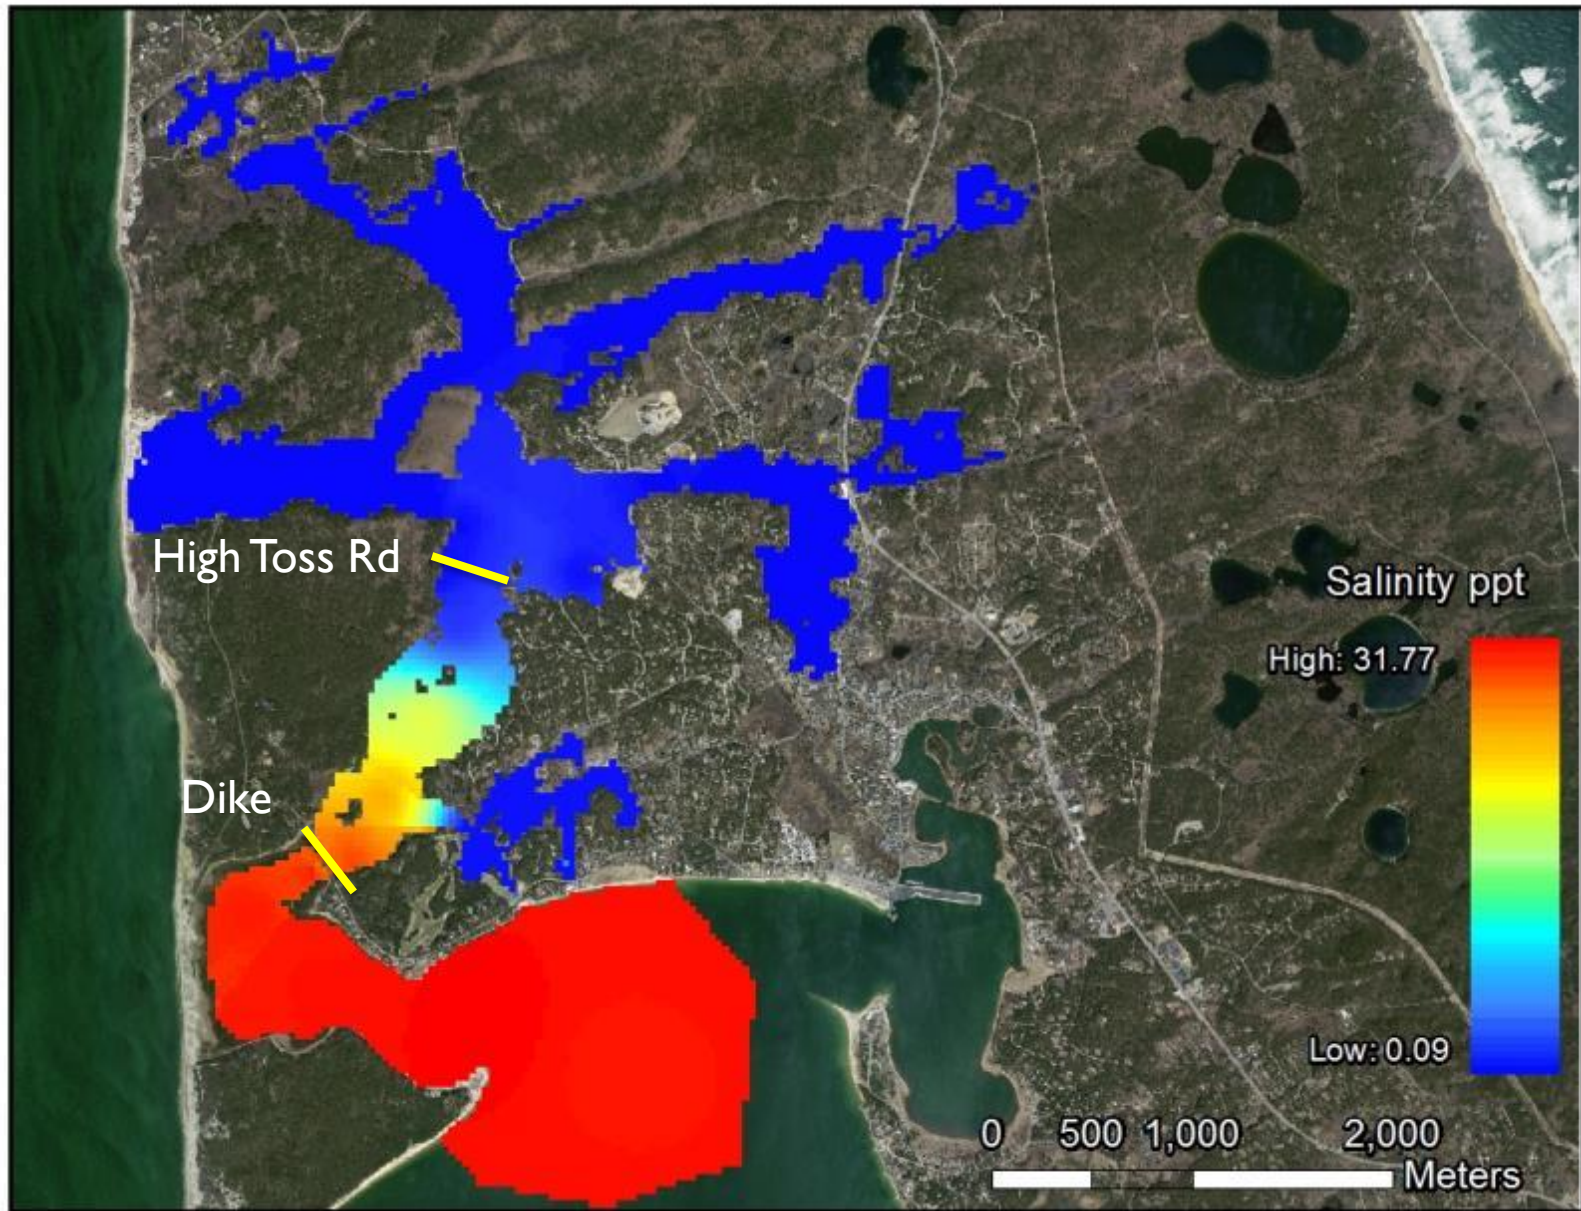 High Toss Rd
Salinity ppt
High: 31.77
Dike
Low: 0.09
0 500 1,000 2,000
Meters